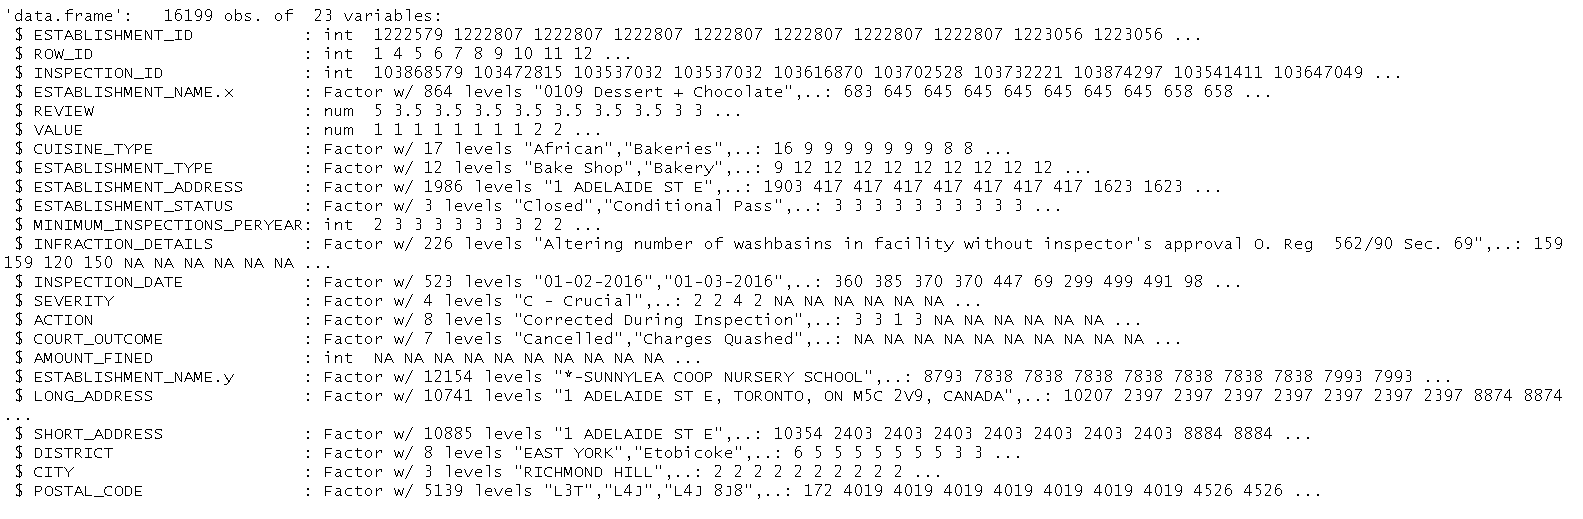 'data.frame':   16199 obs. of  23 variables:
 $ ESTABLISHMENT_ID           : int  1222579 1222807 1222807 1222807 1222807 1222807 1222807 1222807 1223056 1223056 ...
 $ ROW_ID                     : int  1 4 5 6 7 8 9 10 11 12 ...
 $ INSPECTION_ID              : int  103868579 103472815 103537032 103537032 103616870 103702528 103732221 103874297 103541411 103647049 ...
 $ ESTABLISHMENT_NAME.x       : Factor w/ 864 levels "0109 Dessert + Chocolate",..: 683 645 645 645 645 645 645 645 658 658 ...
 $ REVIEW                     : num  5 3.5 3.5 3.5 3.5 3.5 3.5 3.5 3 3 ...
 $ VALUE                      : num  1 1 1 1 1 1 1 1 2 2 ...
 $ CUISINE_TYPE               : Factor w/ 17 levels "African","Bakeries",..: 16 9 9 9 9 9 9 9 8 8 ...
 $ ESTABLISHMENT_TYPE         : Factor w/ 12 levels "Bake Shop","Bakery",..: 9 12 12 12 12 12 12 12 12 12 ...
 $ ESTABLISHMENT_ADDRESS      : Factor w/ 1986 levels "1 ADELAIDE ST E",..: 1903 417 417 417 417 417 417 417 1623 1623 ...
 $ ESTABLISHMENT_STATUS       : Factor w/ 3 levels "Closed","Conditional Pass",..: 3 3 3 3 3 3 3 3 3 3 ...
 $ MINIMUM_INSPECTIONS_PERYEAR: int  2 3 3 3 3 3 3 3 2 2 ...
 $ INFRACTION_DETAILS         : Factor w/ 226 levels "Altering number of washbasins in facility without inspector's approval O. Reg  562/90 Sec. 69",..: 159
159 120 150 NA NA NA NA NA NA ...
 $ INSPECTION_DATE            : Factor w/ 523 levels "01-02-2016","01-03-2016",..: 360 385 370 370 447 69 299 499 491 98 ...
 $ SEVERITY                   : Factor w/ 4 levels "C - Crucial",..: 2 2 4 2 NA NA NA NA NA NA ...
 $ ACTION                     : Factor w/ 8 levels "Corrected During Inspection",..: 3 3 1 3 NA NA NA NA NA NA ...
 $ COURT_OUTCOME              : Factor w/ 7 levels "Cancelled","Charges Quashed",..: NA NA NA NA NA NA NA NA NA NA ...
 $ AMOUNT_FINED               : int  NA NA NA NA NA NA NA NA NA NA ...
 $ ESTABLISHMENT_NAME.y       : Factor w/ 12154 levels "*-SUNNYLEA COOP NURSERY SCHOOL",..: 8793 7838 7838 7838 7838 7838 7838 7838 7993 7993 ...
 $ LONG_ADDRESS               : Factor w/ 10741 levels "1 ADELAIDE ST E, TORONTO, ON M5C 2V9, CANADA",..: 10207 2397 2397 2397 2397 2397 2397 2397 8874 8874
...
 $ SHORT_ADDRESS              : Factor w/ 10885 levels "1 ADELAIDE ST E",..: 10354 2403 2403 2403 2403 2403 2403 2403 8884 8884 ...
 $ DISTRICT                   : Factor w/ 8 levels "EAST YORK","Etobicoke",..: 6 5 5 5 5 5 5 5 3 3 ...
 $ CITY                       : Factor w/ 3 levels "RICHMOND HILL",..: 2 2 2 2 2 2 2 2 2 2 ...
 $ POSTAL_CODE                : Factor w/ 5139 levels "L3T","L4J","L4J 8J8",..: 172 4019 4019 4019 4019 4019 4019 4019 4526 4526 ...